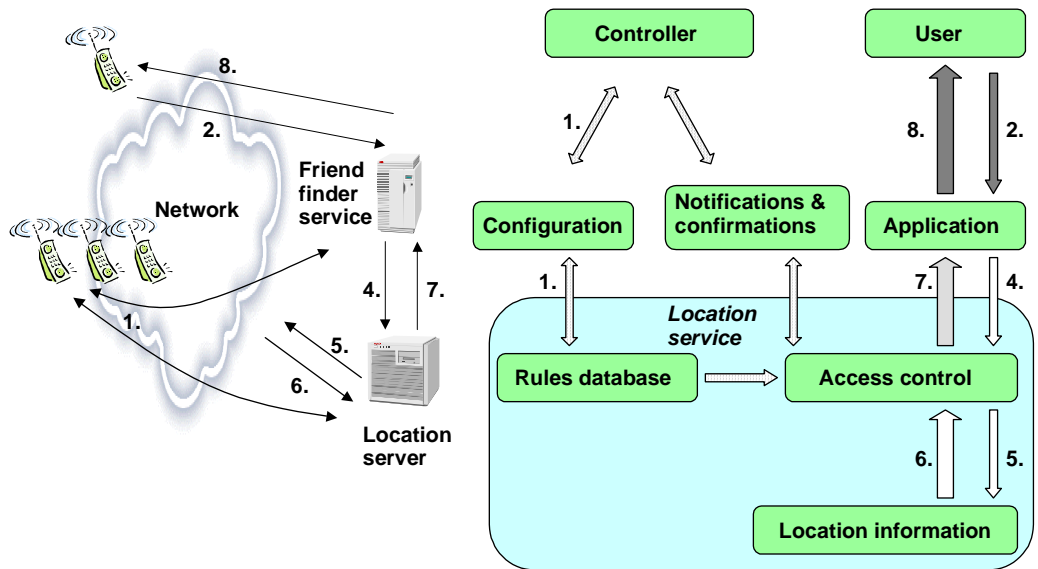 8.
2.
Friend
finder
service
Network
4.
7.
1.
5.
6.
Location
server
Controller
User
1.
8.
2.
Configuration
Notifications &
confirmations
Application
1.
7.
4.
Location
service
Rules database
Access control
6.
5.
Location information